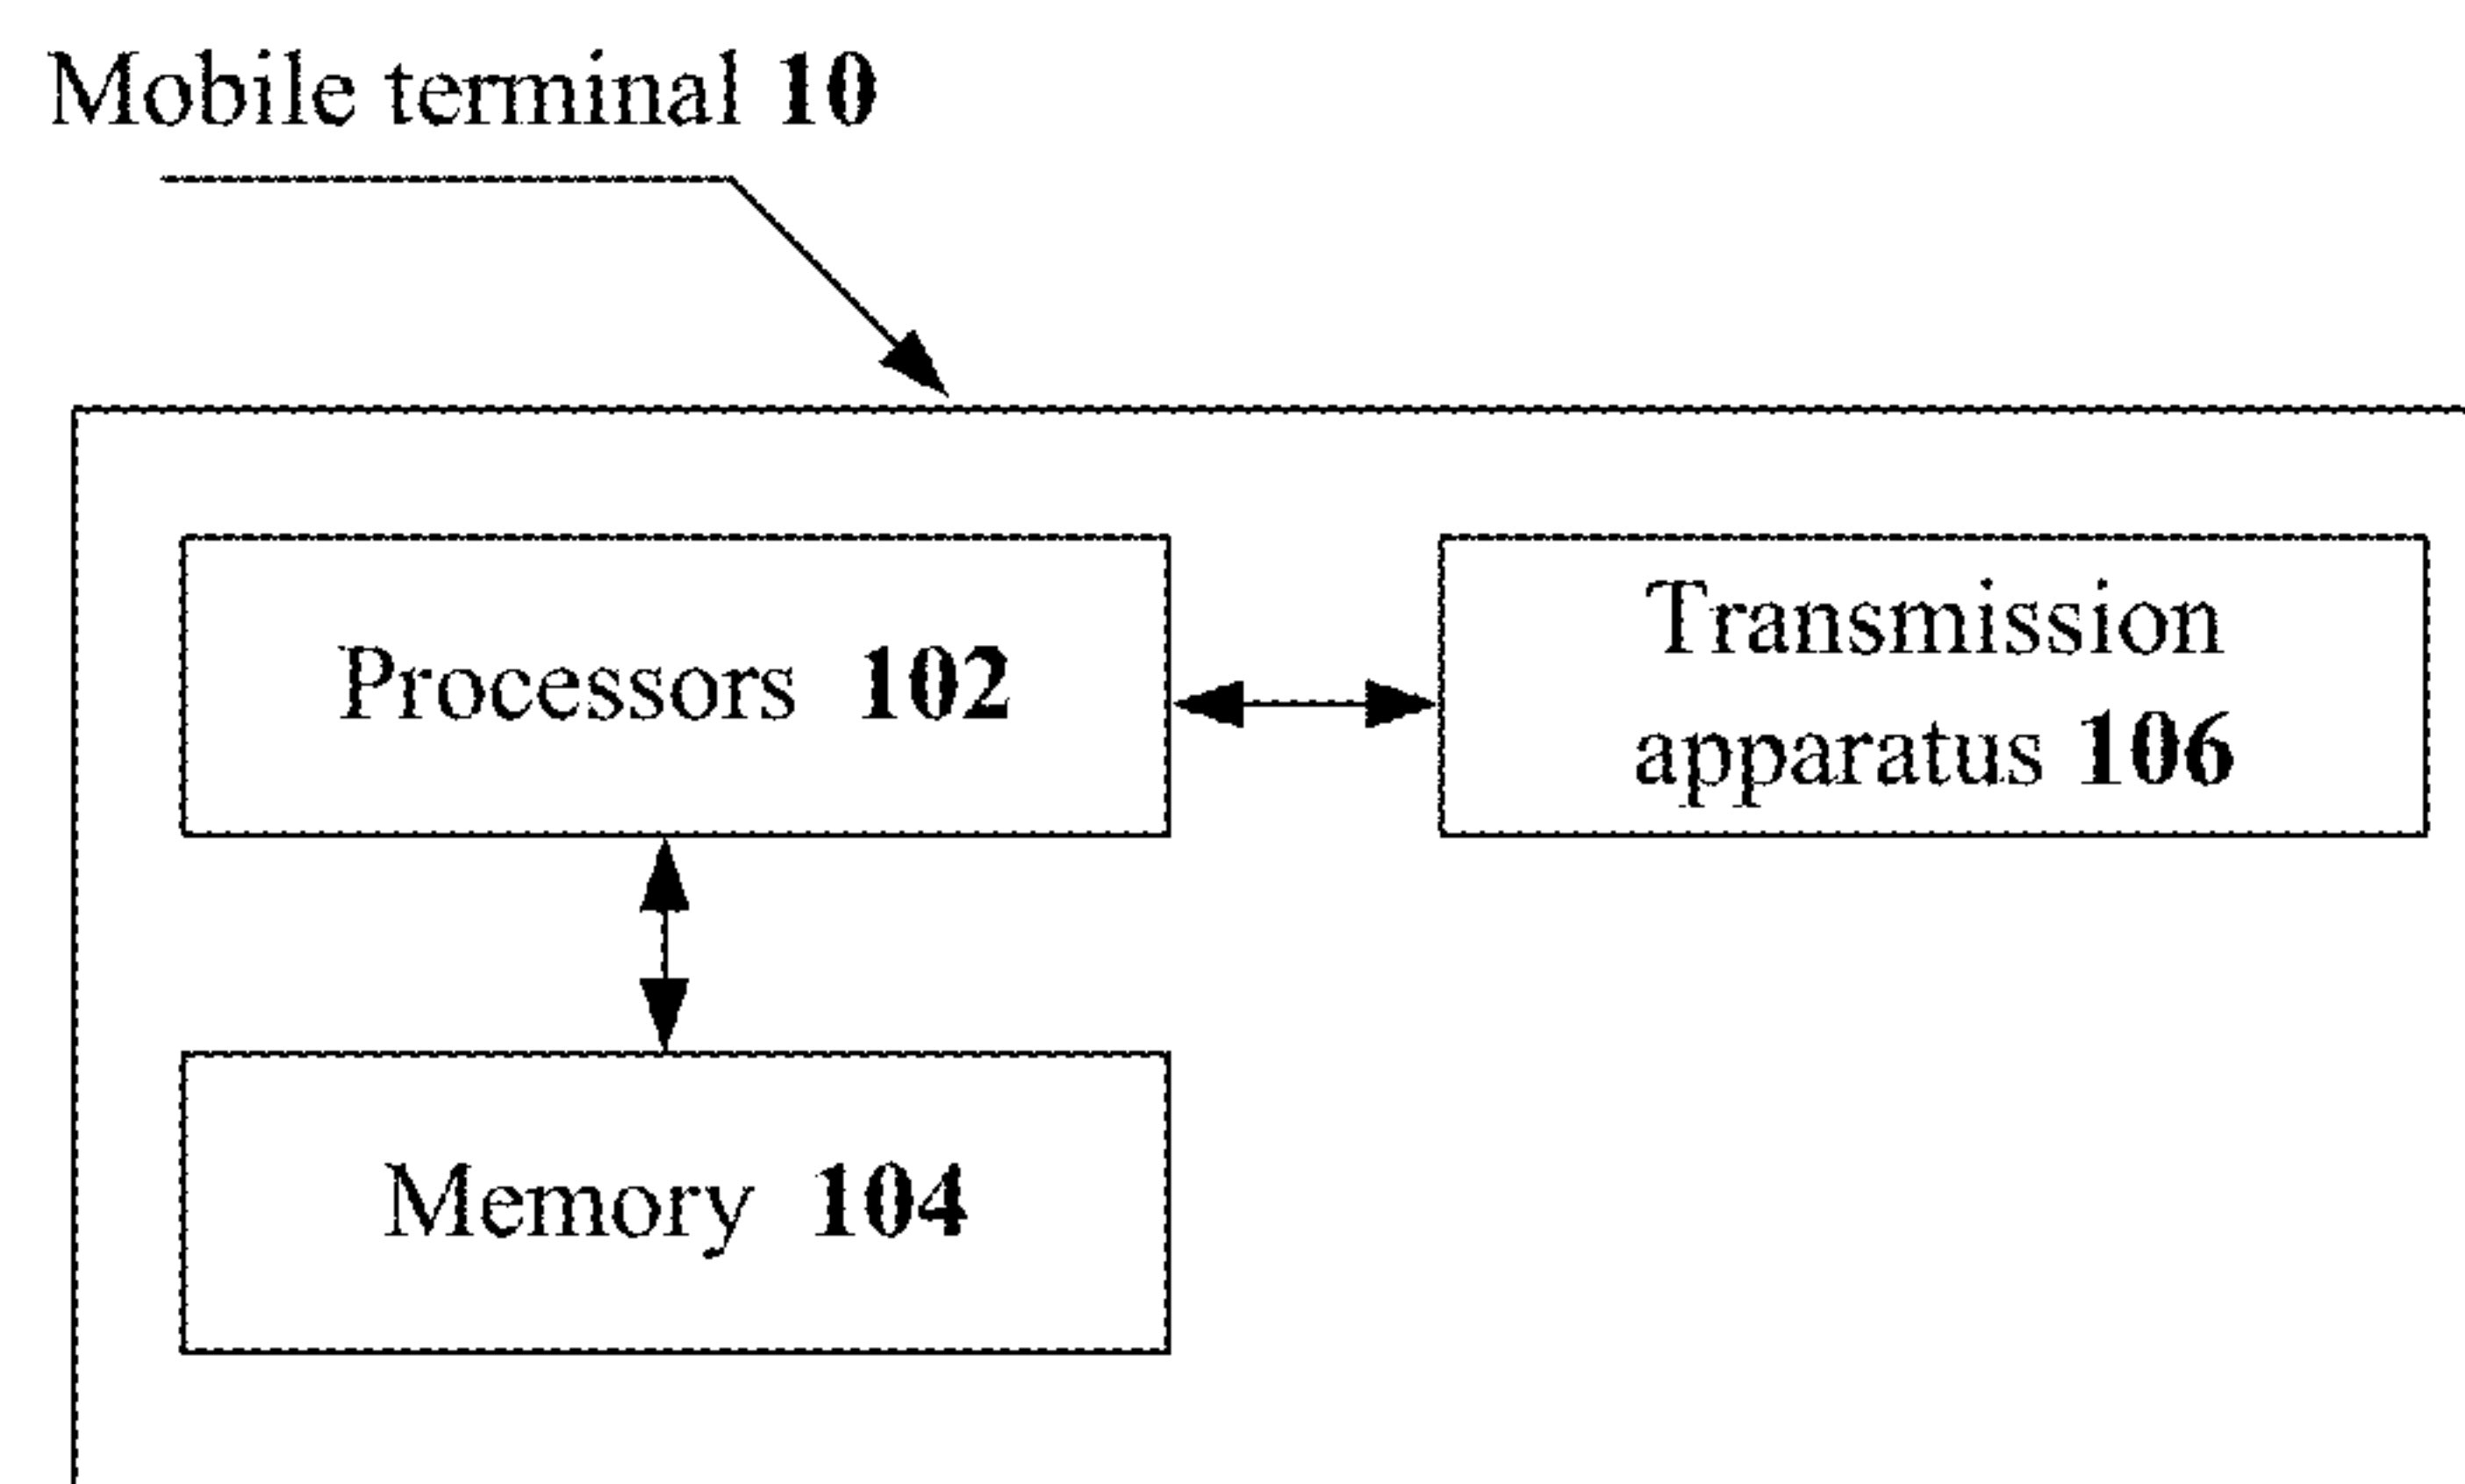 Mobile terminal 10
Processors 102
Transmission
apparatus 106
Memory 104